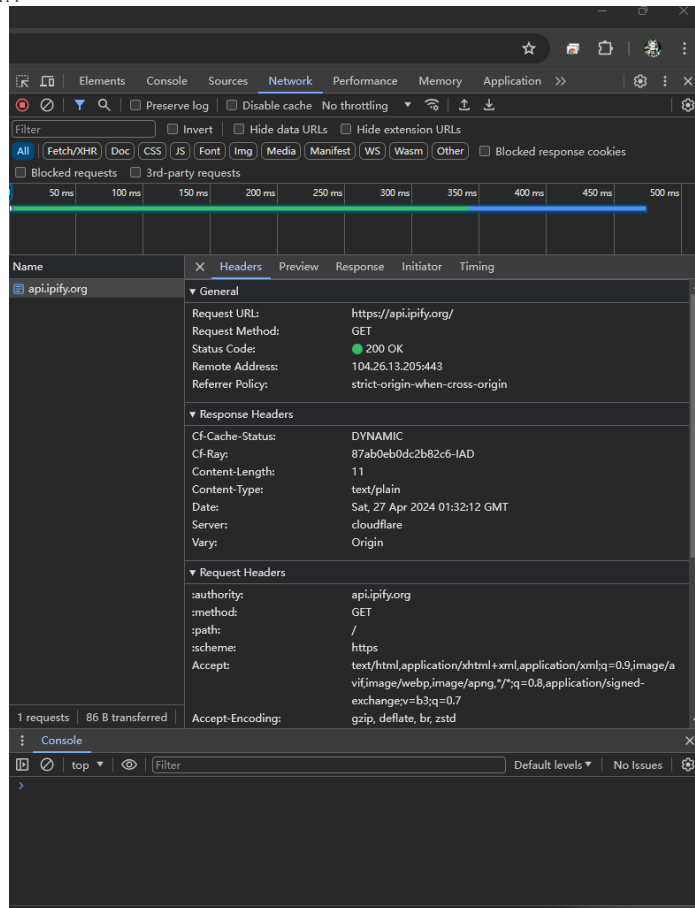 Elements Console Sources Network Performance Memory Application >>
Preserve log Disable cache No throttling
Filter Invert Hide data URLs Hide extension URLs
All Fetch/XHR Doc CSS JS Font Img Media Manifest WS Wasm Other Blocked response cookies
Blocked requests 3rd-party requests
50 ms 100 ms 150 ms 200 ms 250 ms 300 ms 350 ms 400 ms 450 ms 500 ms
Name Headers Preview Response Initiator Timing
api.ipify.org
General
Request URL: https://api.ipify.org/
Request Method: GET
Status Code: 200 OK
Remote Address: 104.26.13.205:443
Referrer Policy: strict-origin-when-cross-origin
Response Headers
Cf-Cache-Status: DYNAMIC
Cf-Ray: 87ab0eb0dc2b82c6-IAD
Content-Length: 11
Content-Type: text/plain
Date: Sat, 27 Apr 2024 01:32:12 GMT
Server: cloudflare
Vary: Origin
Request Headers
:authority: api.ipify.org
:method: GET
:path: /
:scheme: https
Accept: text/html,application/xhtml+xml,application/xml;q=0.9,image/a
vif,image/webp,image/apng,*/*;q=0.8,application/signed-
exchange;v=b3;q=0.7
Accept-Encoding: gzip, deflate, br, zstd
1 requests 86 B transferred
Console
top Filter Default levels No Issues